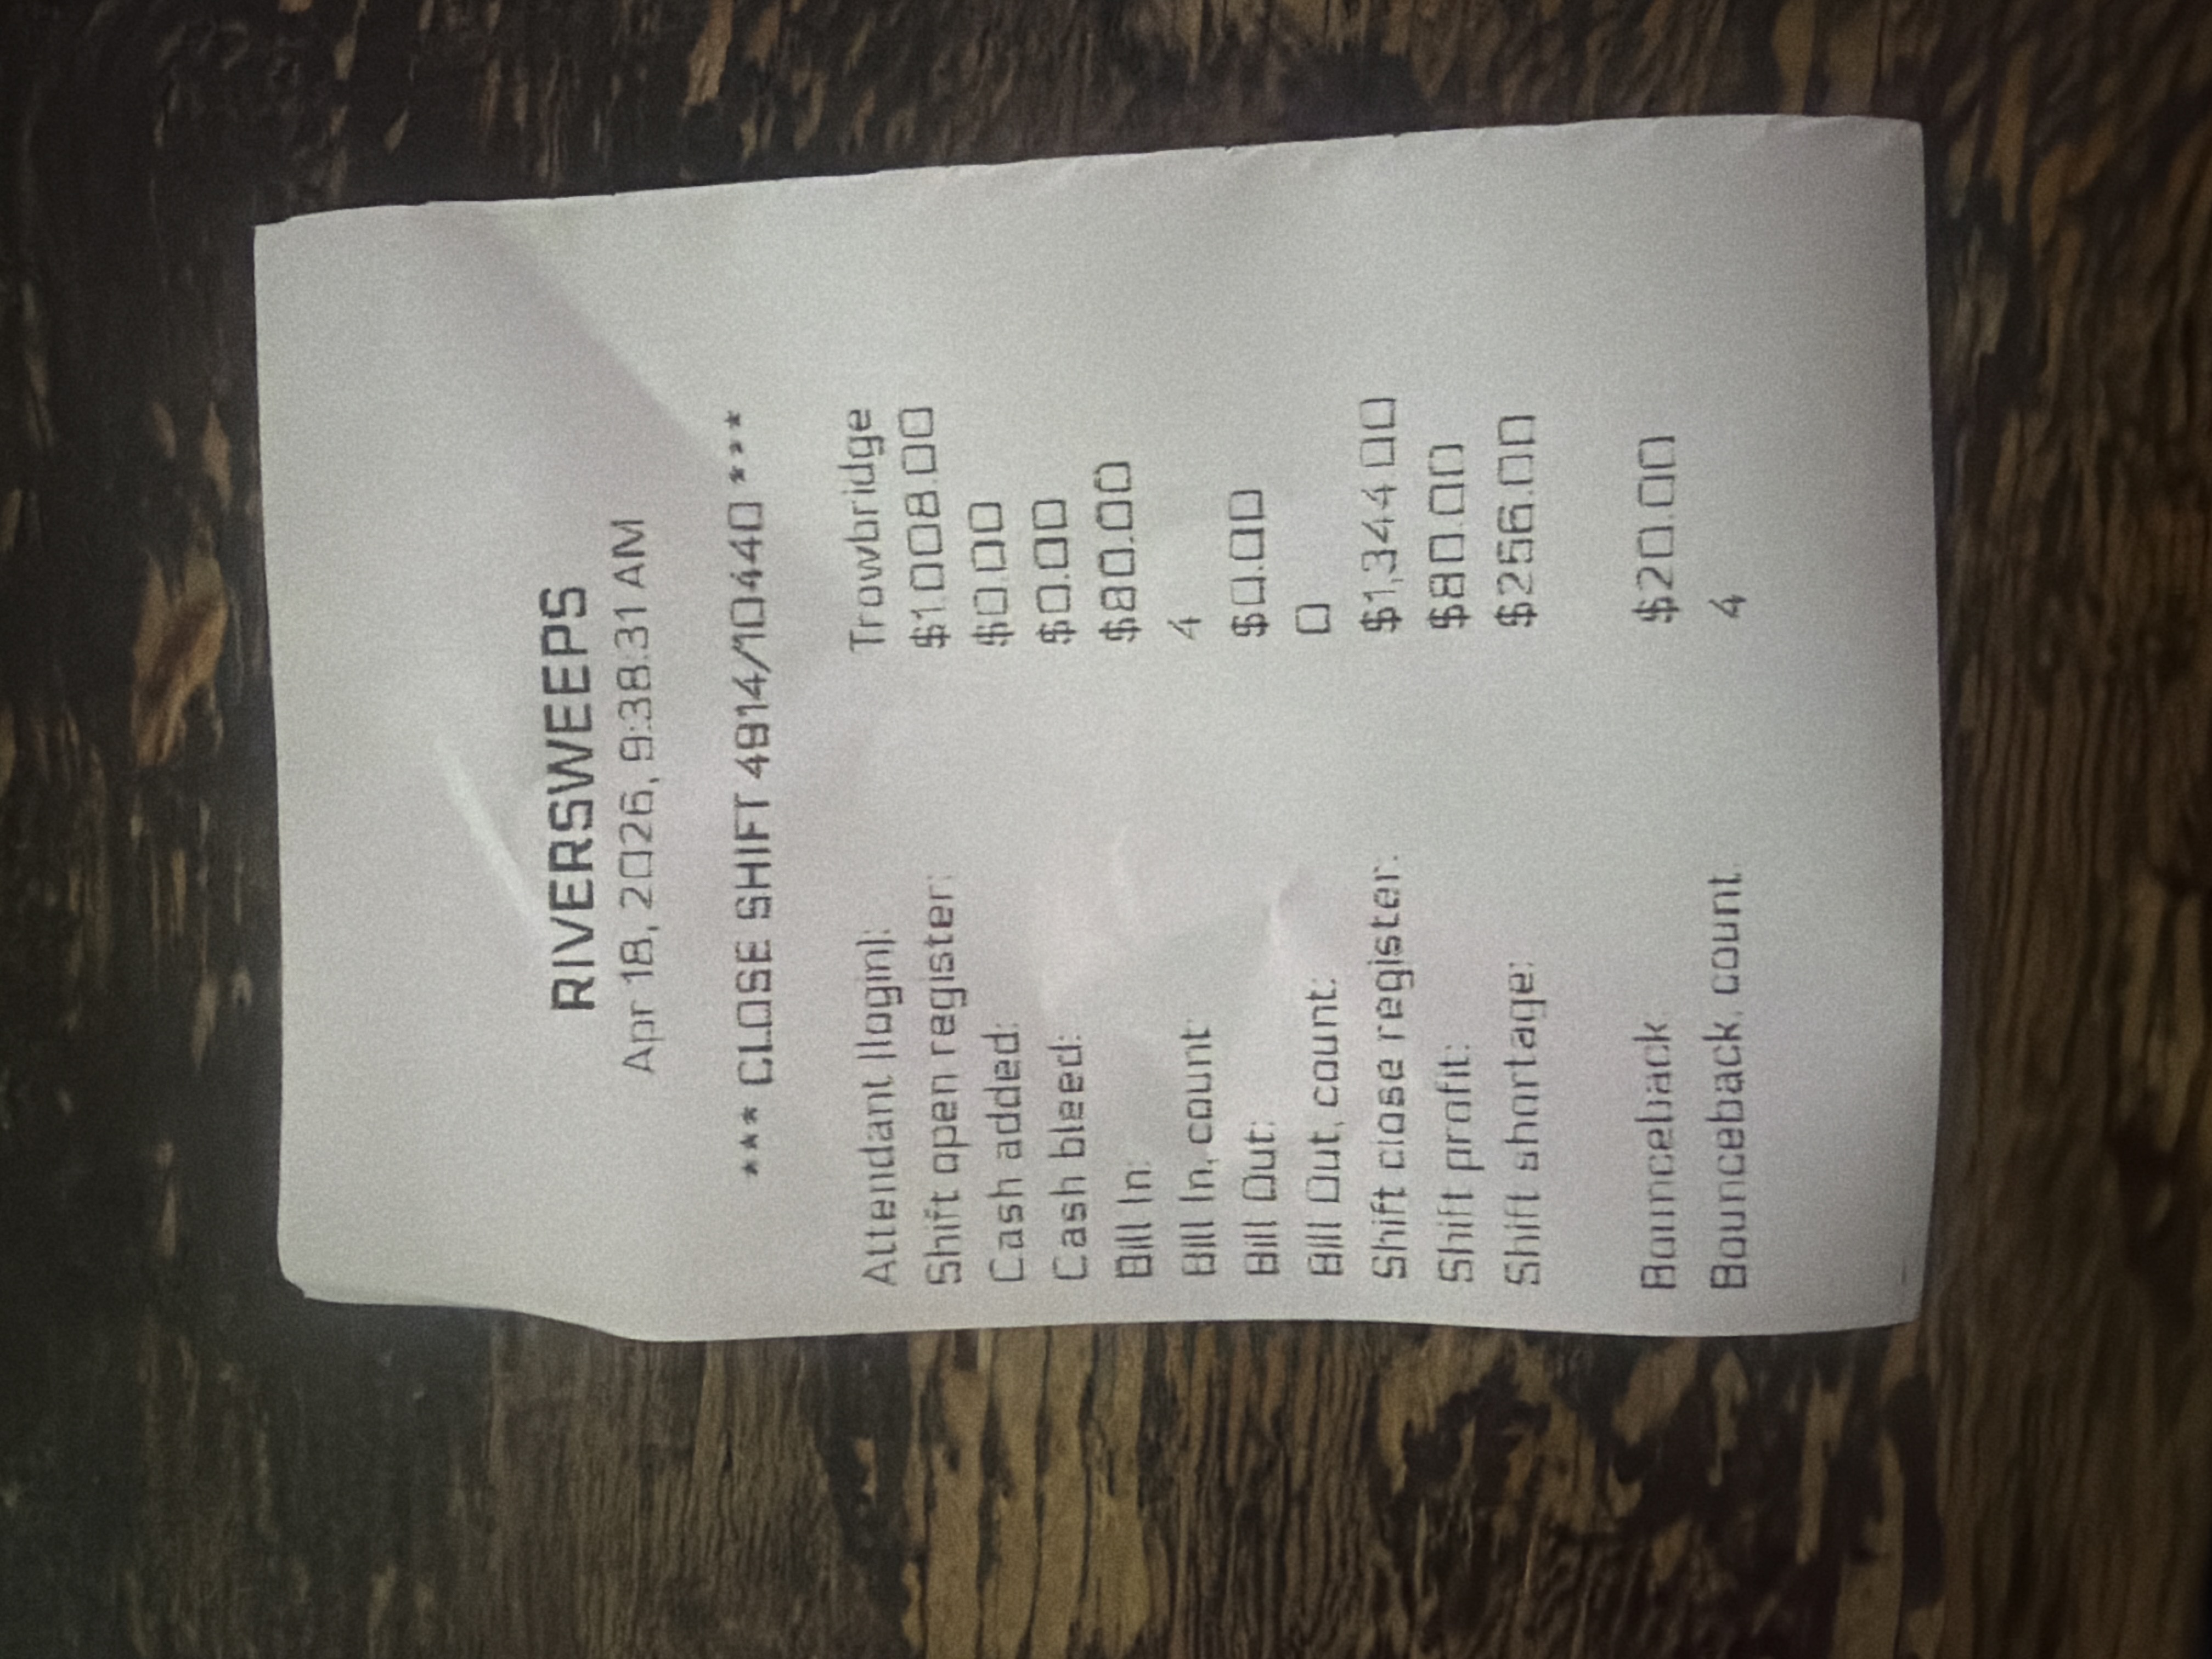 RIVERSWEEPS
Apr 18, 2026, 9:38:31 AM
*** CLOSE SHIFT 4914/10440 ***
Attendant (login): Trowbridge
Shift open register: $1008.00
Cash added: $0.00
Cash bleed: $0.00
Bill In: $80.00
Bill In, count: 4
Bill Out: $0.00
Bill Out, count: 0
Shift close register: $1,344.00
Shift profit: $80.00
Shift shortage: $256.00
Bounceback: $20.00
Bounceback, count: 4